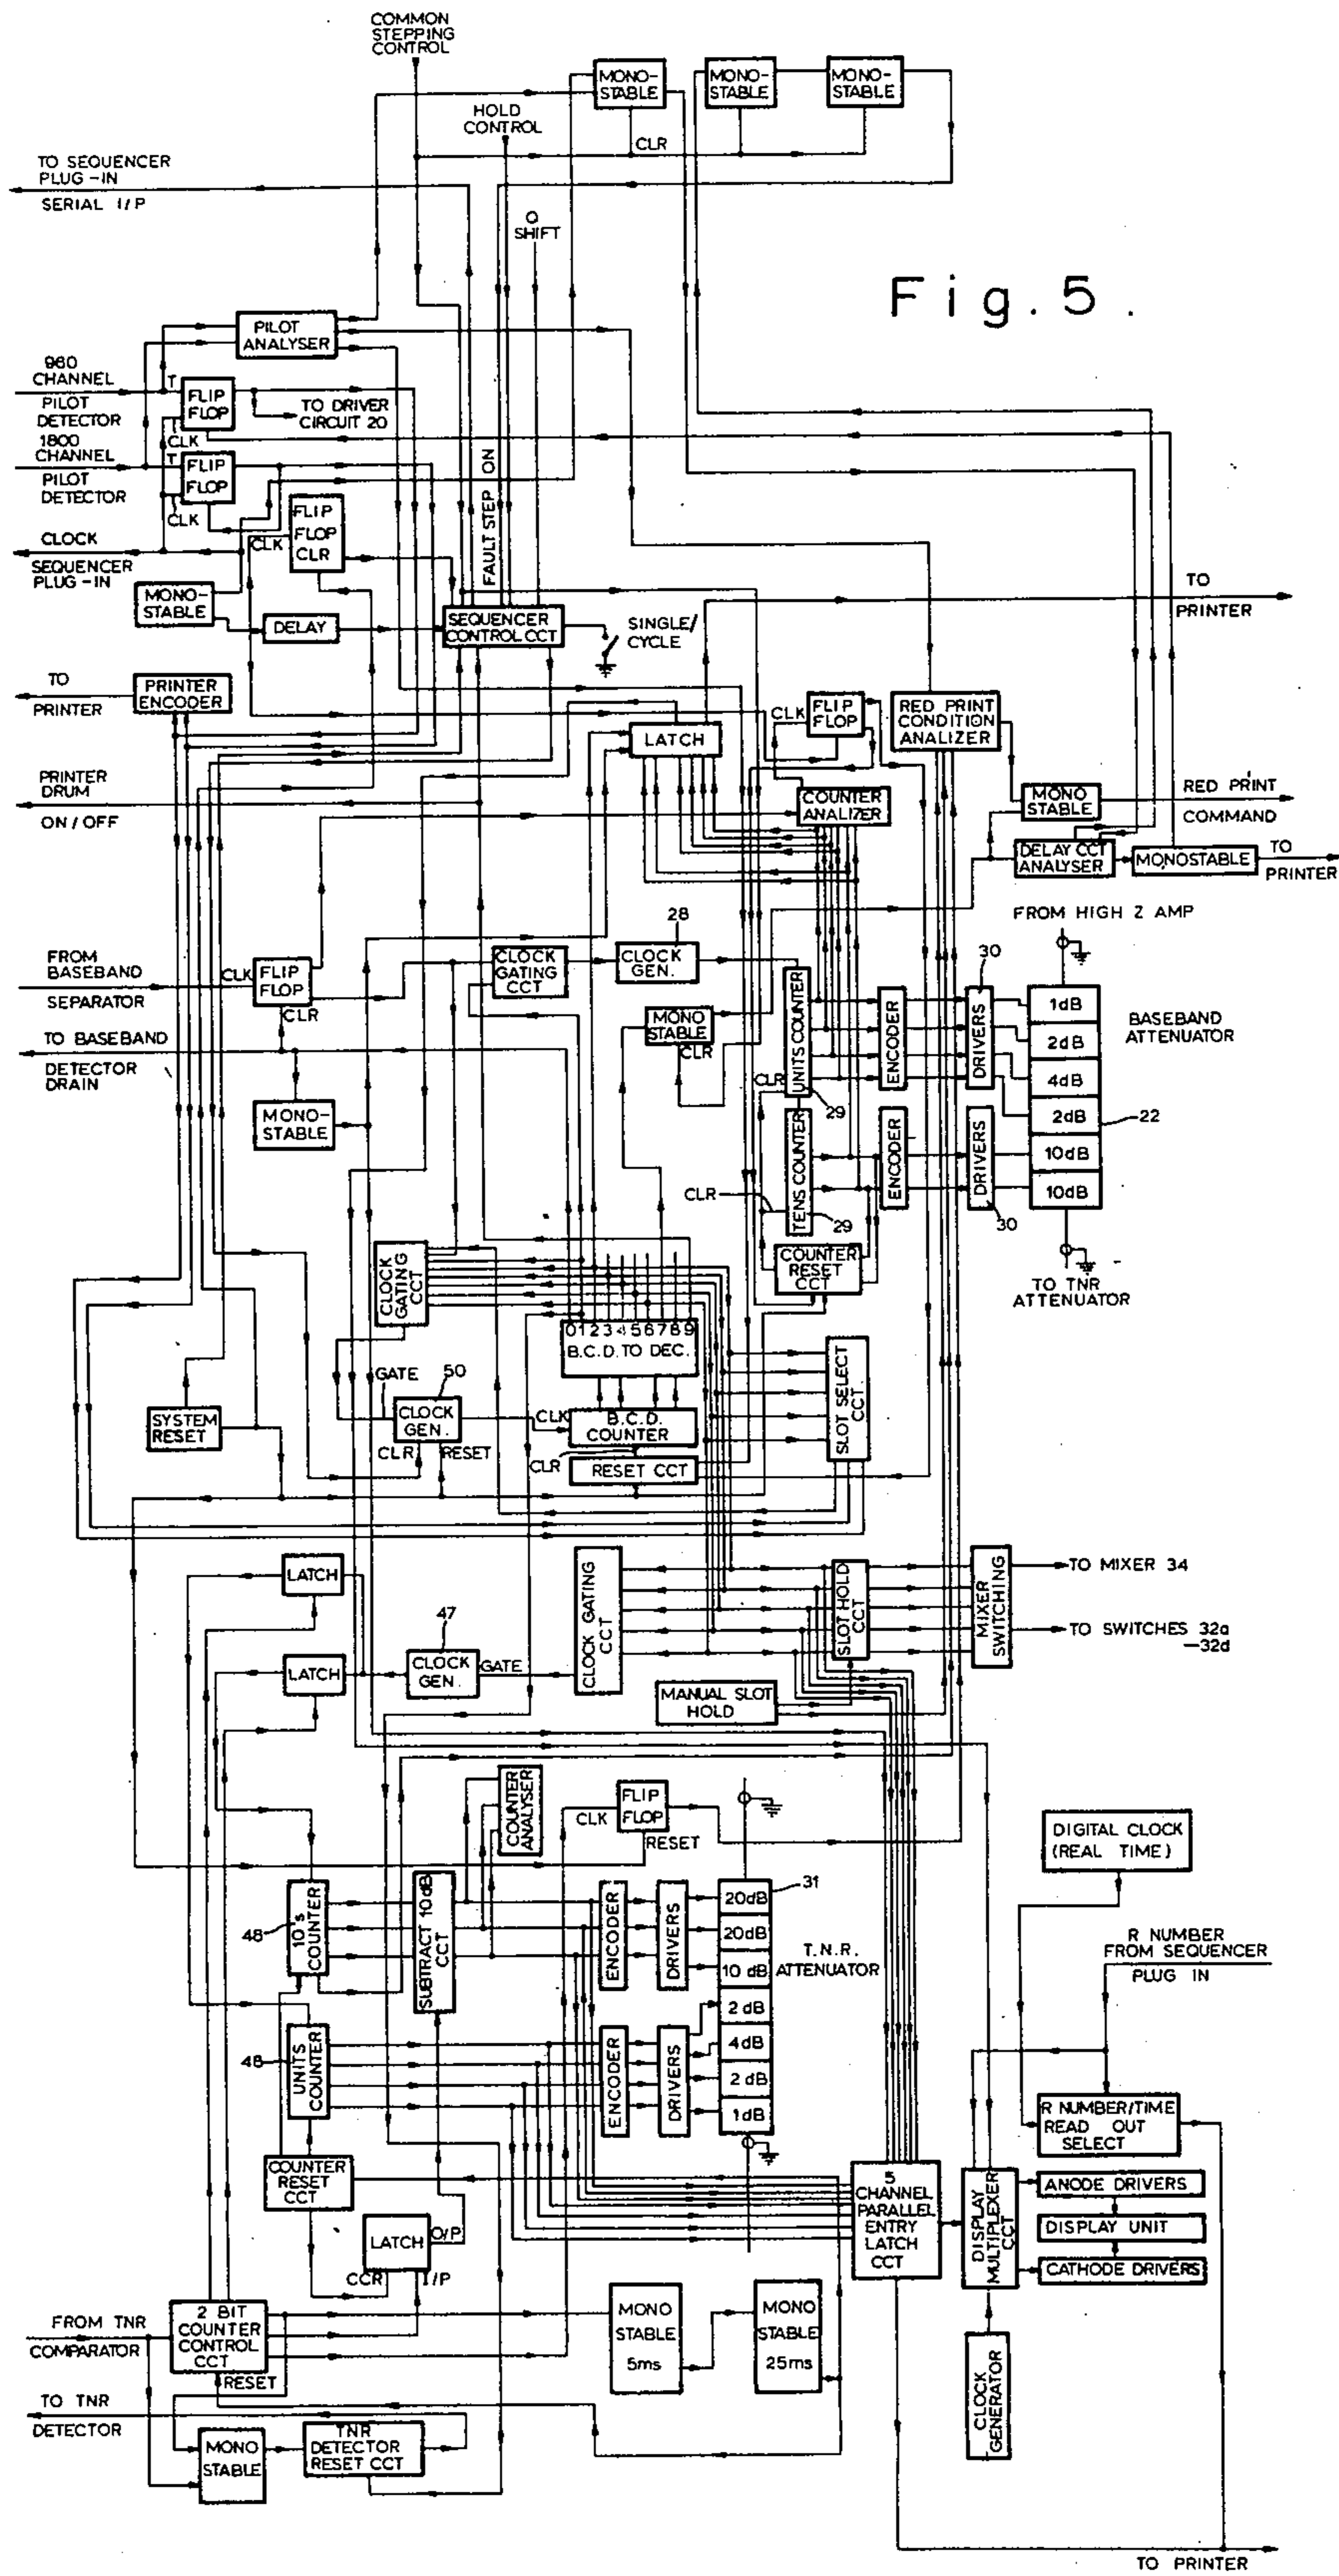 COMMON
STEPPING
CONTROL
MONO-
STABLE
MONO-
STABLE
MONO-
STABLE
HOLD
CONTROL
CLR
TO SEQUENCER
PLUG-IN
SERIAL I/P
O
SHIFT
Fig. 5.
PILOT
ANALYSER
960
CHANNEL
PILOT
DETECTOR
T
FLIP
FLOP
CLK
TO DRIVER
CIRCUIT 20
1800
CHANNEL
PILOT
DETECTOR
T
FLIP
FLOP
CLK
FAULT STEP ON
FLIP
FLOP
CLR
CLK
CLOCK
SEQUENCER
PLUG-IN
MONO-
STABLE
DELAY
SEQUENCER
CONTROL CCT
SINGLE/
CYCLE
TO
PRINTER
TO
PRINTER
PRINTER
ENCODER
LATCH
CLK
FLIP
FLOP
RED PRINT
CONDITION
ANALIZER
PRINTER
DRUM
ON / OFF
COUNTER
ANALIZER
MONO
STABLE
RED PRINT
COMMAND
DELAY CCT
ANALYSER
MONOSTABLE
TO
PRINTER
FROM HIGH Z AMP
FROM
BASEBAND
SEPARATOR
CLK
FLIP
FLOP
CLR
CLOCK
GATING
CCT
28
CLOCK
GEN.
MONO
STABLE
CLR
CLR
UNITS COUNTER
29
ENCODER
30
DRIVERS
1dB
2dB
4dB
2dB
10dB
10dB
BASEBAND
ATTENUATOR
22
TO BASEBAND
DETECTOR
DRAIN
MONO-
STABLE
CLR
TENS COUNTER
29
ENCODER
DRIVERS
30
COUNTER
RESET
CCT
TO TNR
ATTENUATOR
CLOCK
GATING
CCT
0123456789
B.C.D. TO DEC.
SLOT SELECT
CCT.
GATE
50
CLOCK
GEN.
CLR
RESET
CLK
B.C.D.
COUNTER
CLR
RESET CCT
SYSTEM
RESET
LATCH
LATCH
47
CLOCK
GEN.
GATE
CLOCK GATING
CCT
SLOT HOLD
CCT
MIXER
SWITCHING
TO MIXER 34
TO SWITCHES 32a
-32d
MANUAL SLOT
HOLD
COUNTER
ANALYSER
CLK
FLIP
FLOP
RESET
DIGITAL CLOCK
(REAL TIME)
48
10's
COUNTER
SUBTRACT 10dB
CCT
ENCODER
DRIVERS
20dB
20dB
10 dB
2 dB
4dB
2 dB
1dB
31
T.N.R.
ATTENUATOR
R NUMBER
FROM SEQUENCER
PLUG IN
48
UNITS
COUNTER
ENCODER
DRIVERS
R NUMBER/TIME
READ OUT
SELECT
COUNTER
RESET
CCT
LATCH
O/P
CCR
I/P
5
CHANNEL
PARALLEL
ENTRY
LATCH
CCT
DISPLAY
MULTIPLEXER
CCT
ANODE DRIVERS
DISPLAY UNIT
CATHODE DRIVERS
FROM TNR
COMPARATOR
2 BIT
COUNTER
CONTROL
CCT
RESET
MONO
STABLE
5ms
MONO
STABLE
25ms
CLOCK
GENERATOR
TO TNR
DETECTOR
MONO
STABLE
TNR
DETECTOR
RESET CCT
TO PRINTER